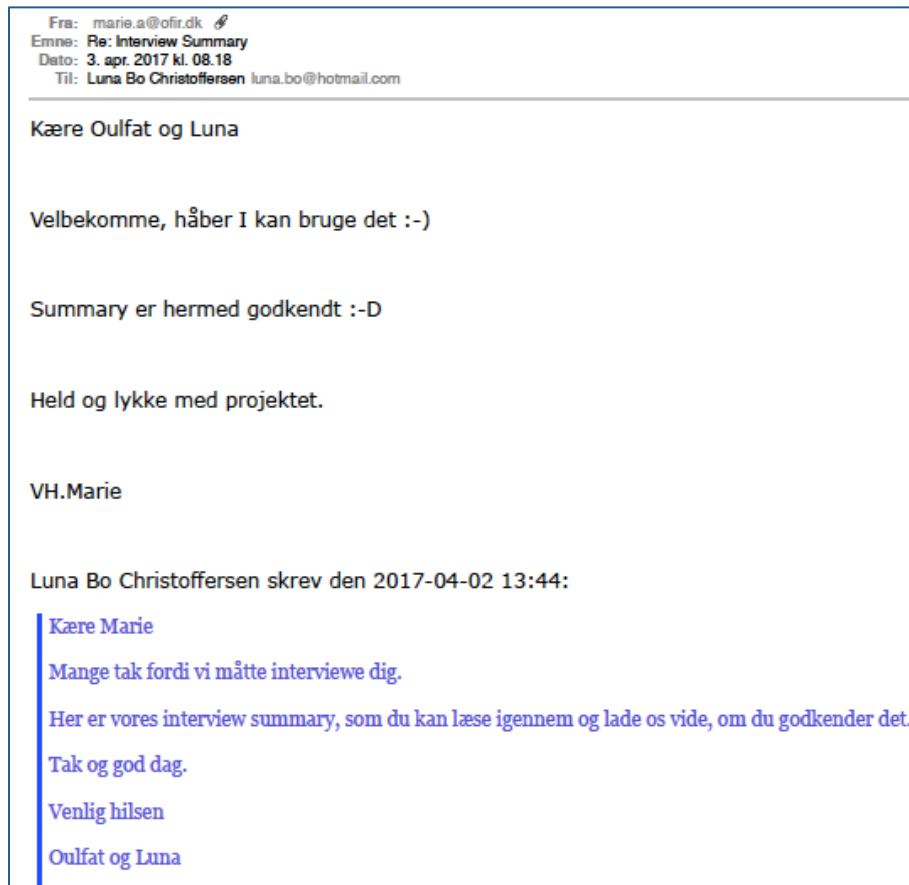 Fra: marie.a@ofir.dk
Emne: Re: Interview Summary
Dato: 3. apr. 2017 kl. 08.18
Til: Luna Bo Christoffersen luna.bo@hotmail.com
Kære Oulfat og Luna
Velbekomme, håber I kan bruge det :-)
Summary er hermed godkendt :-D
Held og lykke med projektet.
VH.Marie
Luna Bo Christoffersen skrev den 2017-04-02 13:44:
Kære Marie
Mange tak fordi vi måtte interviewe dig.
Her er vores interview summary, som du kan læse igennem og lade os vide, om du godkender det.
Tak og god dag.
Venlig hilsen
Oulfat og Luna